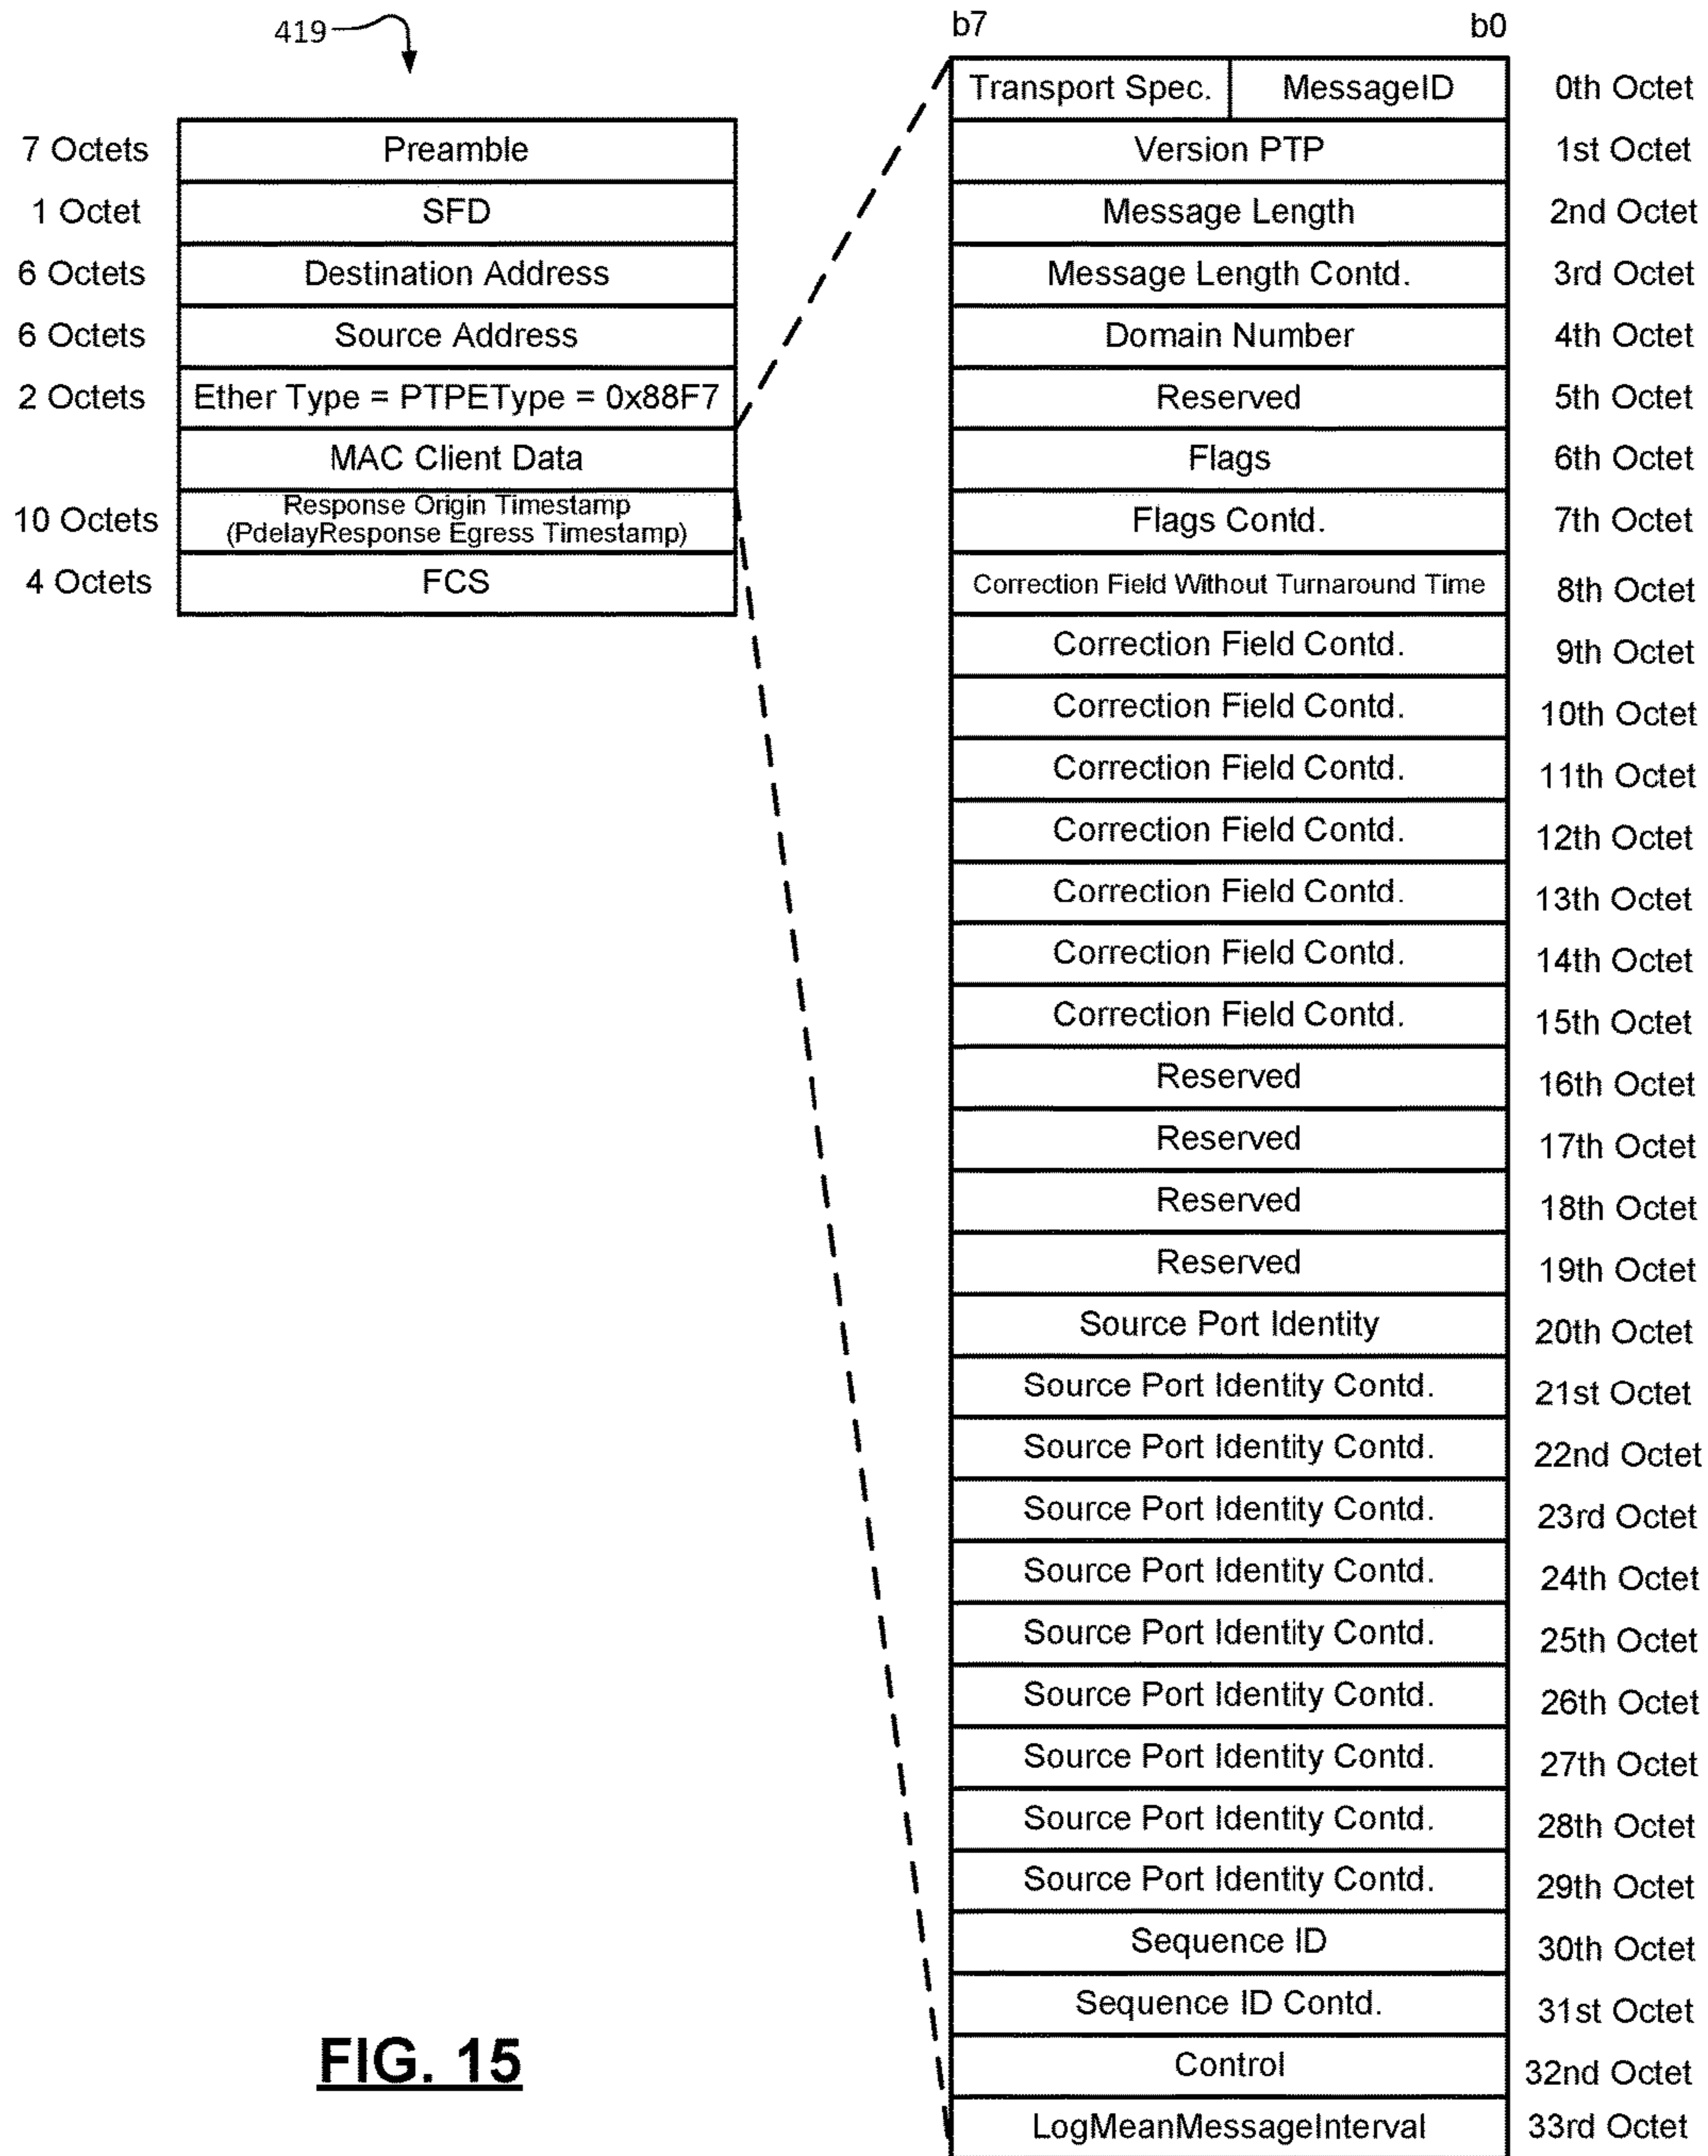 419
7 Octets Preamble
1 Octet SFD
6 Octets Destination Address
6 Octets Source Address
2 Octets Ether Type = PTPEType = 0x88F7
MAC Client Data
10 Octets Response Origin Timestamp
(PdelayResponse Egress Timestamp)
4 Octets FCS
b7 b0
Transport Spec. MessageID 0th Octet
Version PTP 1st Octet
Message Length 2nd Octet
Message Length Contd. 3rd Octet
Domain Number 4th Octet
Reserved 5th Octet
Flags 6th Octet
Flags Contd. 7th Octet
Correction Field Without Turnaround Time 8th Octet
Correction Field Contd. 9th Octet
Correction Field Contd. 10th Octet
Correction Field Contd. 11th Octet
Correction Field Contd. 12th Octet
Correction Field Contd. 13th Octet
Correction Field Contd. 14th Octet
Correction Field Contd. 15th Octet
Reserved 16th Octet
Reserved 17th Octet
Reserved 18th Octet
Reserved 19th Octet
Source Port Identity 20th Octet
Source Port Identity Contd. 21st Octet
Source Port Identity Contd. 22nd Octet
Source Port Identity Contd. 23rd Octet
Source Port Identity Contd. 24th Octet
Source Port Identity Contd. 25th Octet
Source Port Identity Contd. 26th Octet
Source Port Identity Contd. 27th Octet
Source Port Identity Contd. 28th Octet
Source Port Identity Contd. 29th Octet
Sequence ID 30th Octet
Sequence ID Contd. 31st Octet
Control 32nd Octet
LogMeanMessageInterval 33rd Octet
FIG. 15